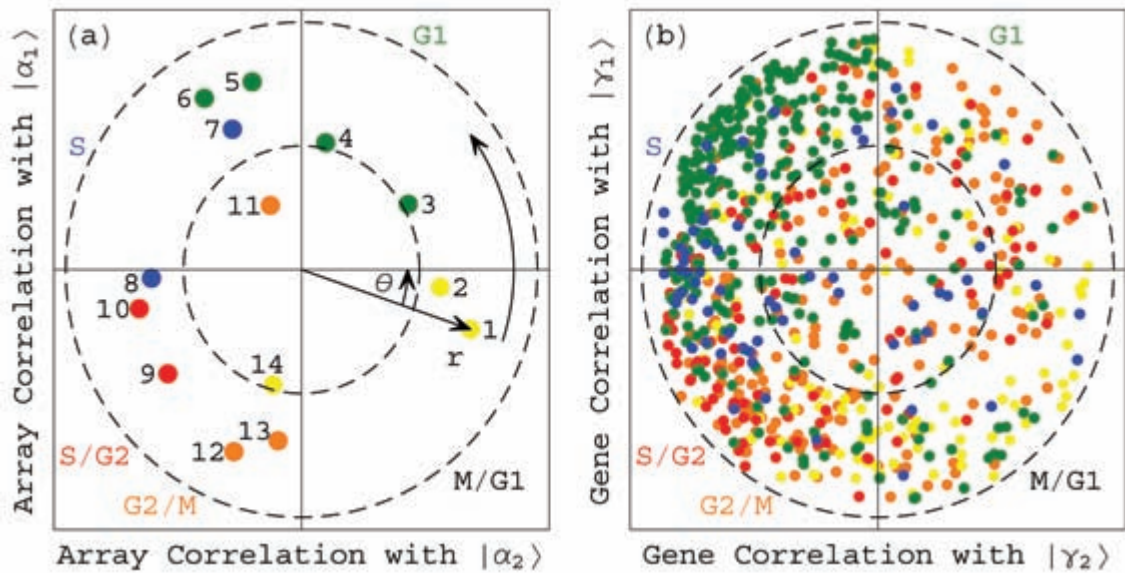 (a)
G1
S
S/G2
G2/M
M/G1
5
6
7
4
11
3
8
2
10
θ
1
r
14
9
13
12
Array Correlation with |α₁⟩
Array Correlation with |α₂⟩
(b)
G1
S
S/G2
G2/M
M/G1
Gene Correlation with |γ₁⟩
Gene Correlation with |γ₂⟩